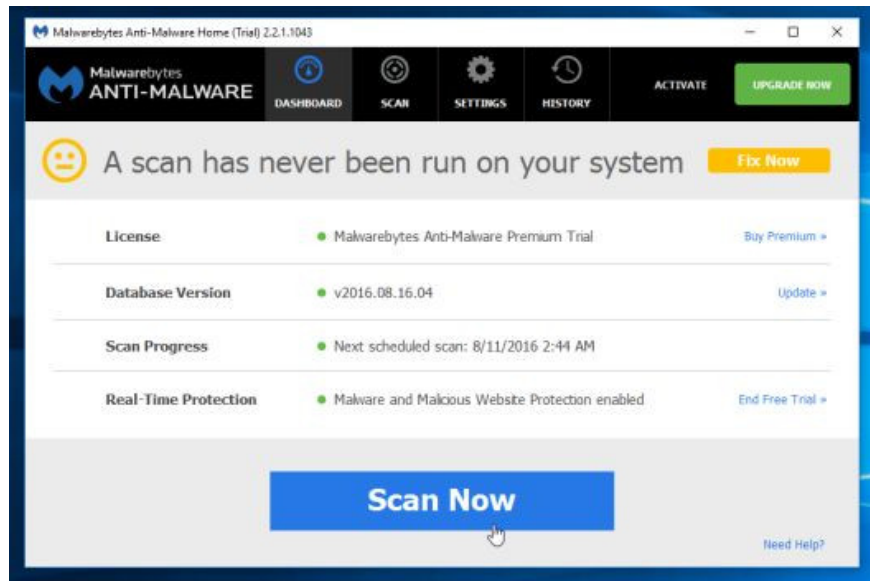 Malwarebytes Anti-Malware Home (Trial) 2.2.1.1043
Malwarebytes
ANTI-MALWARE
DASHBOARD
SCAN
SETTINGS
HISTORY
ACTIVATE
UPGRADE NOW
A scan has never been run on your system
Fix Now
License
Malwarebytes Anti-Malware Premium Trial
Buy Premium »
Database Version
v2016.08.16.04
Update »
Scan Progress
Next scheduled scan: 8/11/2016 2:44 AM
Real-Time Protection
Malware and Malicious Website Protection enabled
End Free Trial »
Scan Now
Need Help?